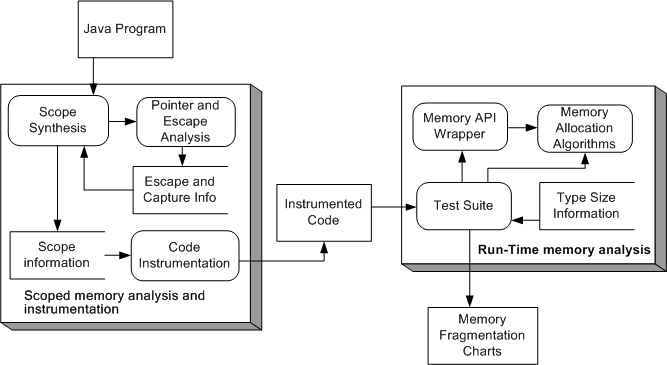 Java Program
Scope
Synthesis
Pointer and
Escape
Analysis
Escape and
Capture Info
Scope
information
Code
Instrumentation
Scoped memory analysis and
instrumentation
Instrumented
Code
Memory API
Wrapper
Memory
Allocation
Algorithms
Test Suite
Type Size
Information
Run-Time memory analysis
Memory
Fragmentation
Charts